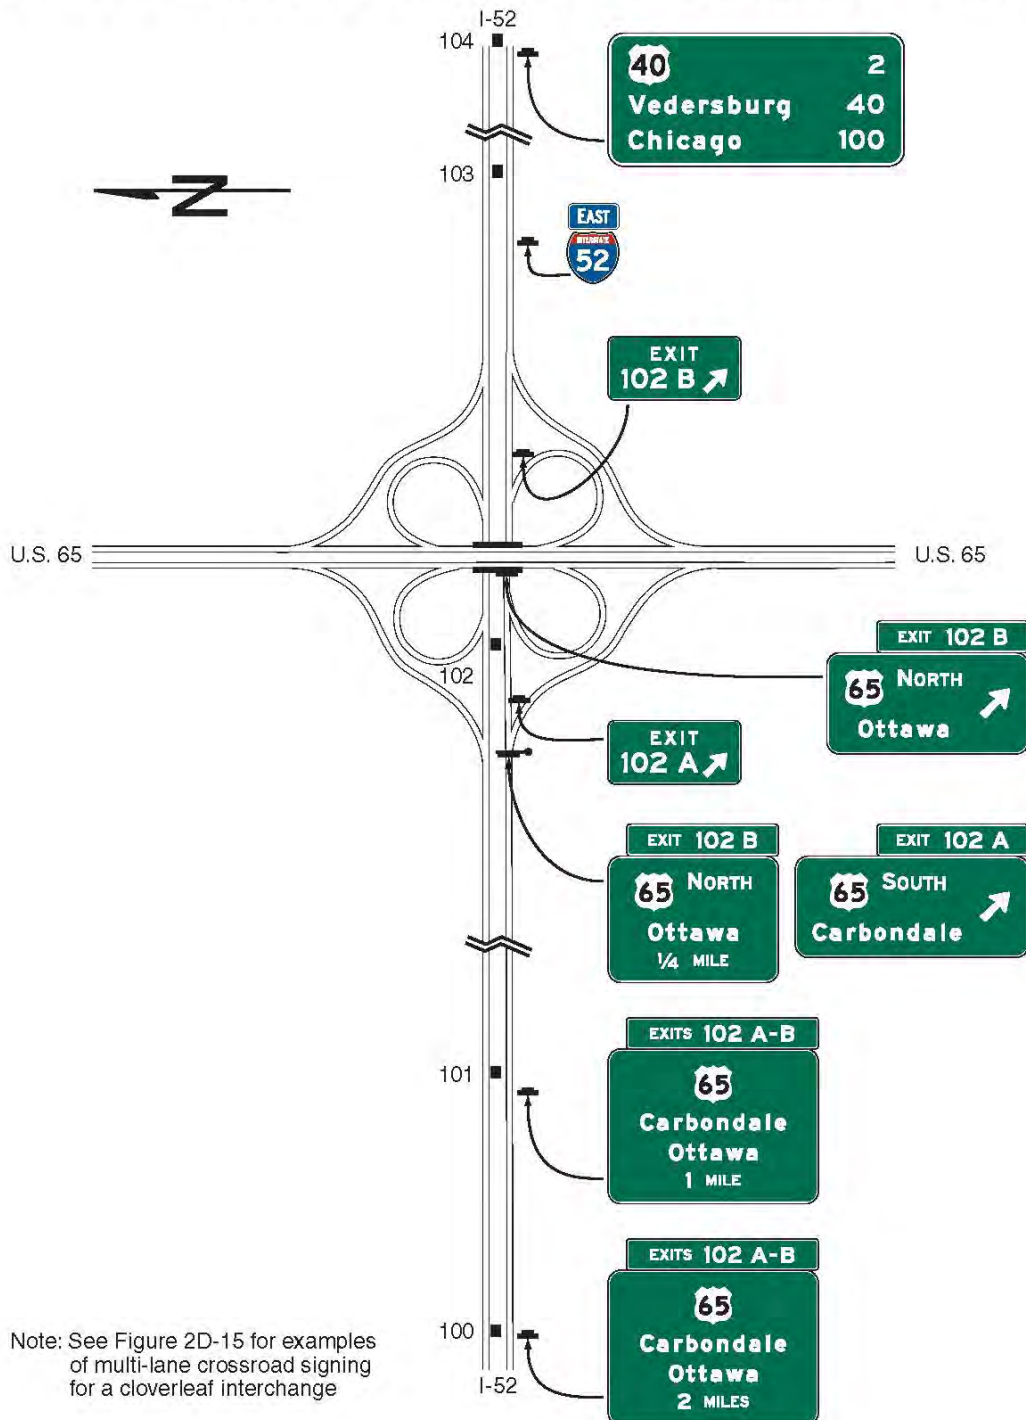 I-52
104
40 2
Vedersburg 40
Chicago 100
103
N
EAST
INTERSTATE
52
EXIT
102 B
U.S. 65
U.S. 65
EXIT 102 B
65 NORTH
Ottawa
102
EXIT
102 A
EXIT 102 B
65 NORTH
Ottawa
1/4 MILE
EXIT 102 A
65 SOUTH
Carbondale
EXITS 102 A-B
65
Carbondale
Ottawa
1 MILE
101
EXITS 102 A-B
65
Carbondale
Ottawa
2 MILES
100
Note: See Figure 2D-15 for examples
of multi-lane crossroad signing
for a cloverleaf interchange
I-52